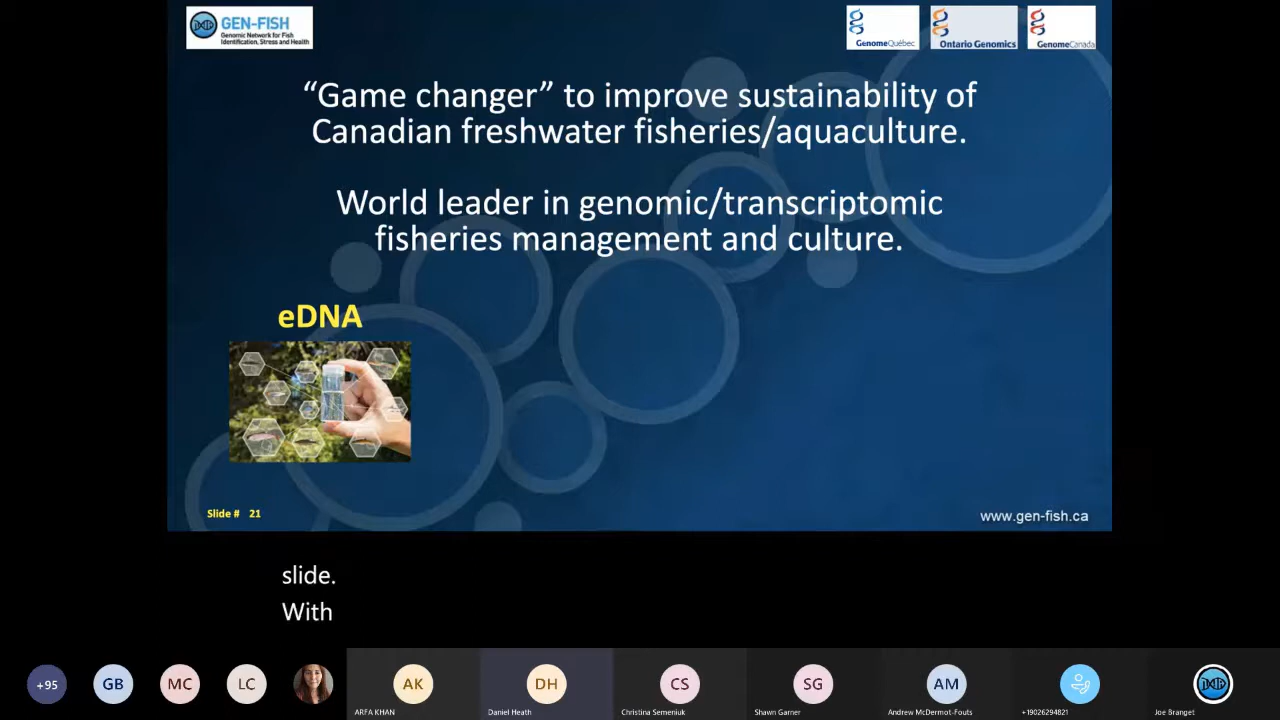 GEN-FISH
Genomic Network for Fish
Identification, Stress and Health
GenomeQuébec
Ontario Genomics
GenomeCanada
“Game changer” to improve sustainability of
Canadian freshwater fisheries/aquaculture.
World leader in genomic/transcriptomic
fisheries management and culture.
eDNA
Slide # 21
www.gen-fish.ca
slide.
With
+95
GB
MC
LC
AK
DH
CS
SG
AM
ARFA KHAN
Daniel Heath
Christina Semeniuk
Shawn Garner
Andrew McDermot-Fouts
+19026294821
Joe Branget